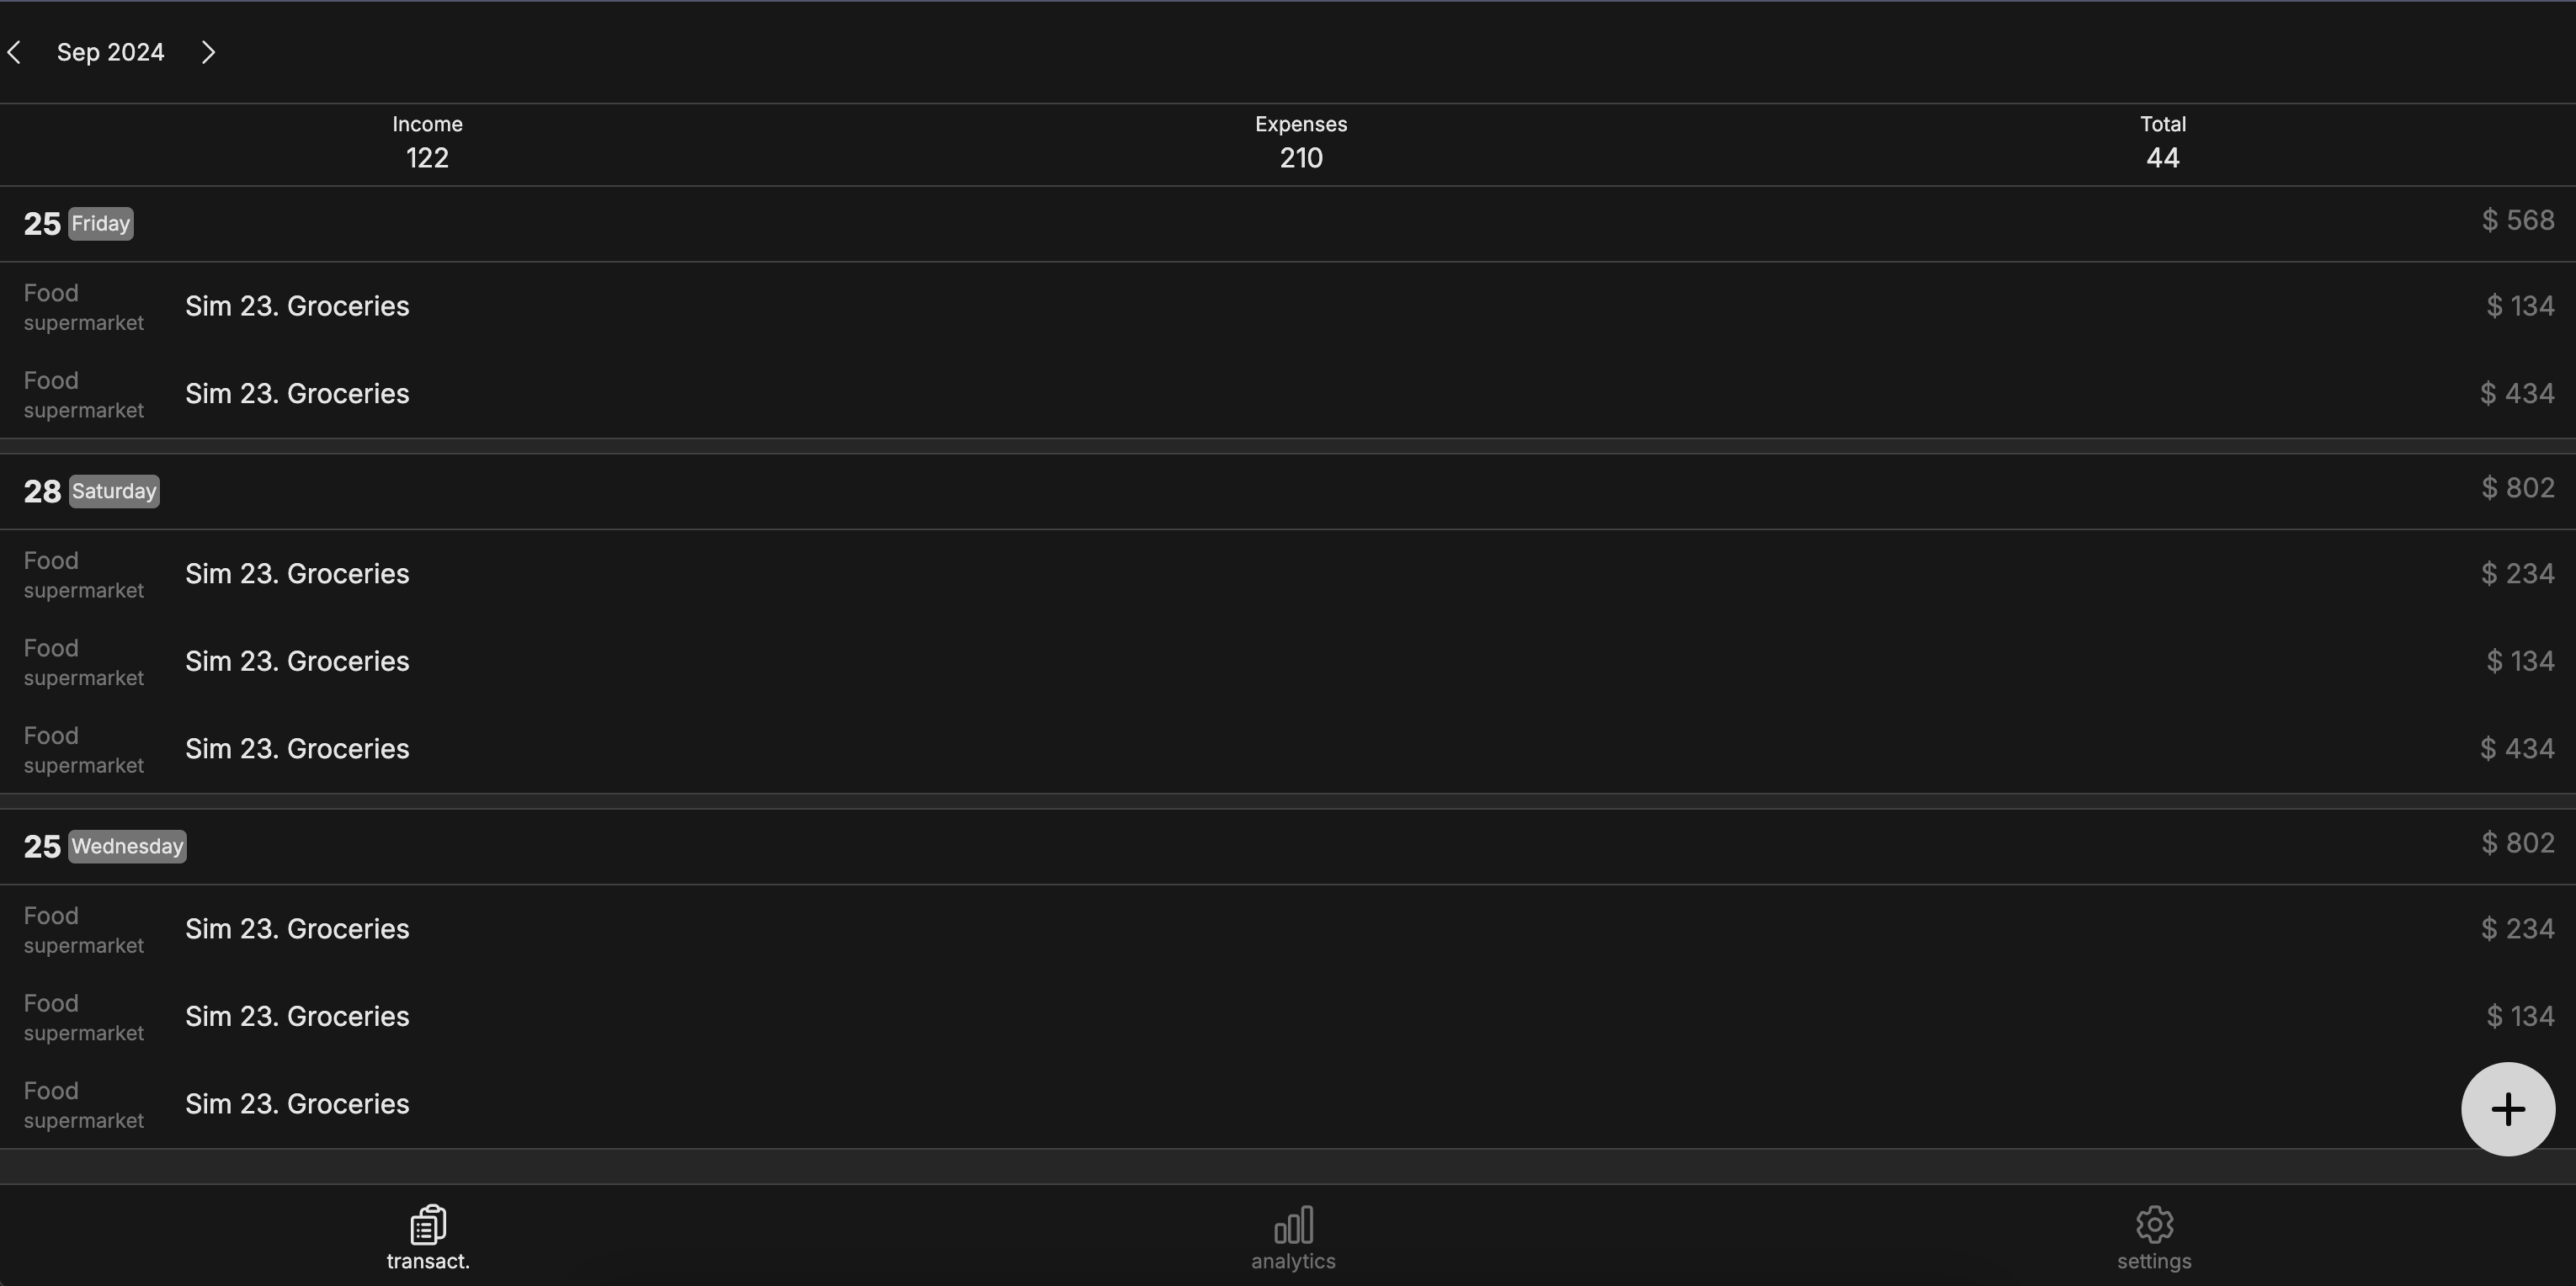 Sep 2024
Income Expenses Total
122 210 44
25 Friday $ 568
Food
supermarket
Sim 23. Groceries $ 134
Food
supermarket
Sim 23. Groceries $ 434
28 Saturday $ 802
Food
supermarket
Sim 23. Groceries $ 234
Food
supermarket
Sim 23. Groceries $ 134
Food
supermarket
Sim 23. Groceries $ 434
25 Wednesday $ 802
Food
supermarket
Sim 23. Groceries $ 234
Food
supermarket
Sim 23. Groceries $ 134
Food
supermarket
Sim 23. Groceries
transact. analytics settings